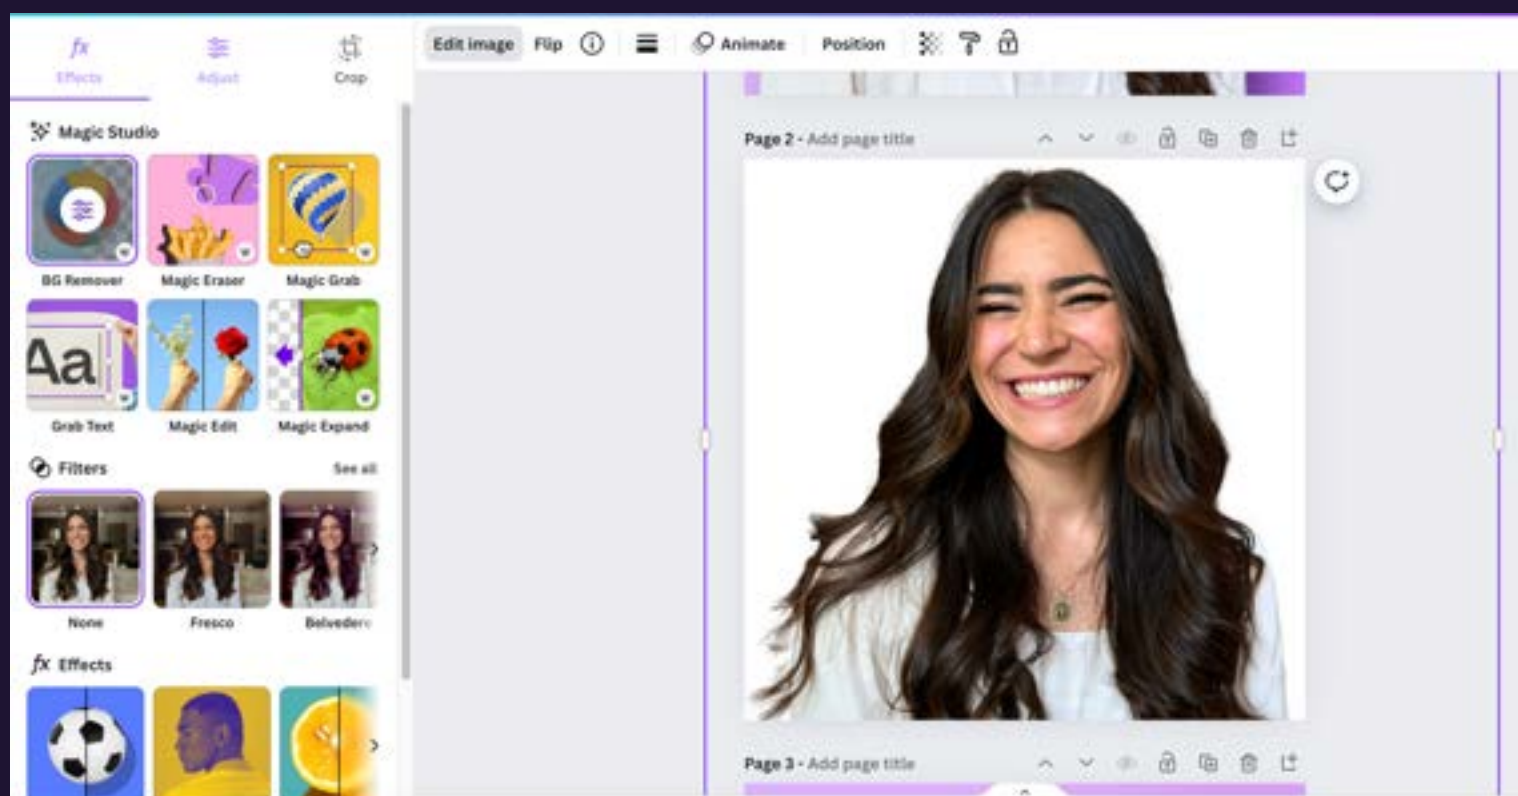 Effects Adjust Crop
Edit image Flip Animate Position
Magic Studio
BG Remover Magic Eraser Magic Grab
Aa
Grab Text Magic Edit Magic Expand
Filters See all
None Fresco Belvedere
fx Effects
Page 2 - Add page title
Page 3 - Add page title